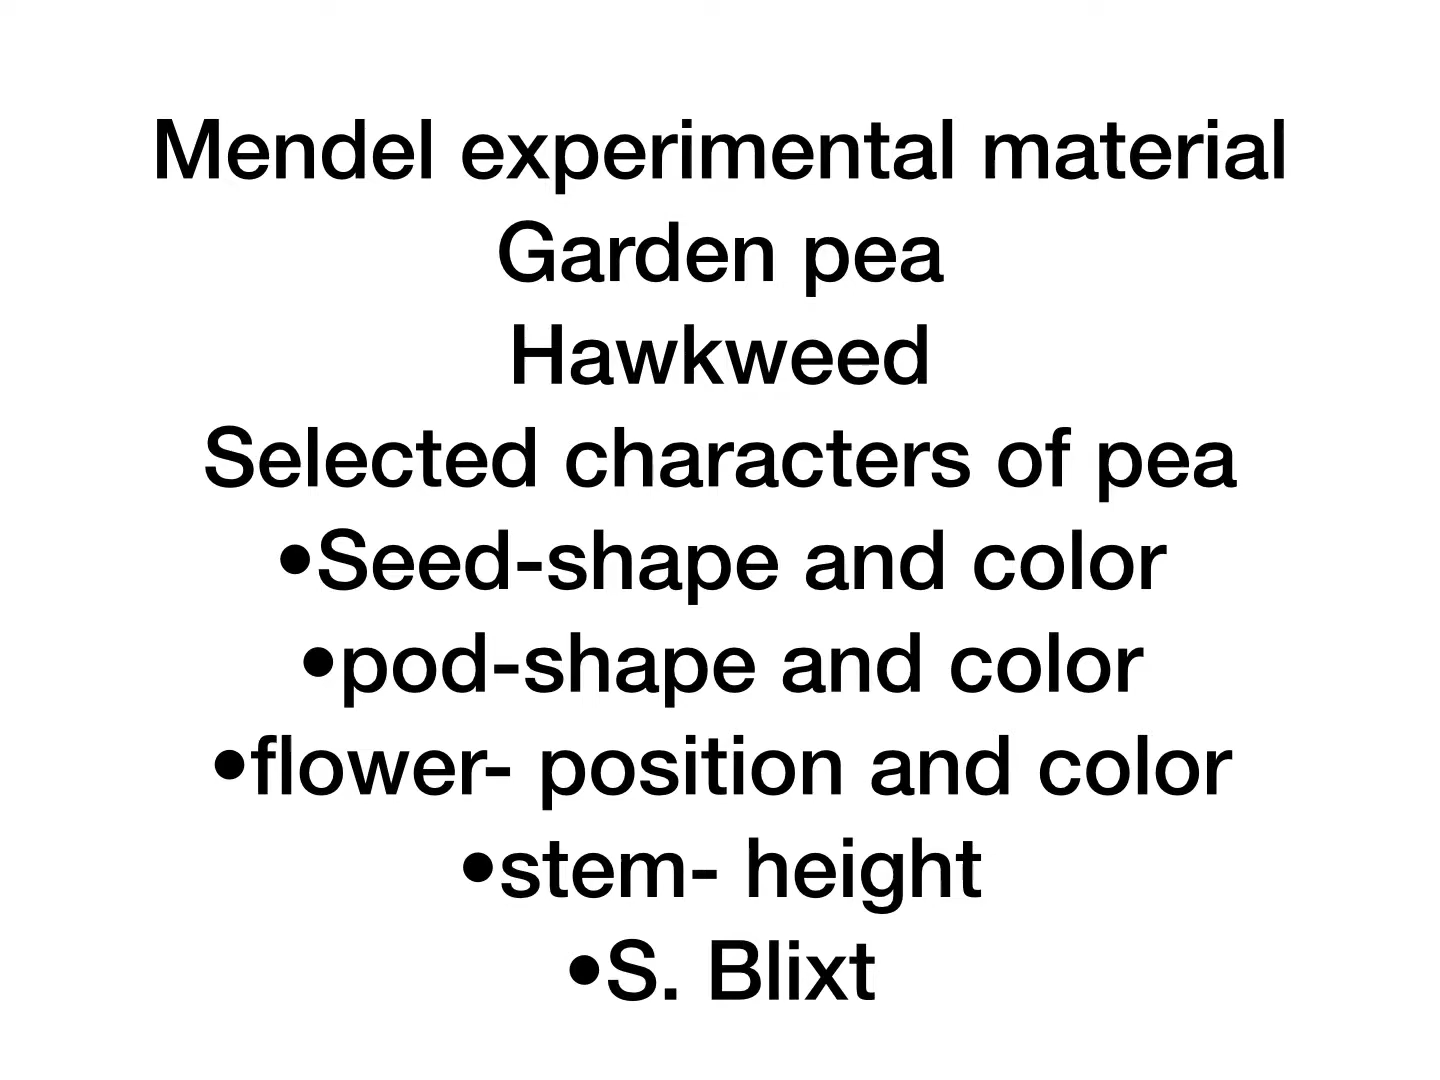 Mendel experimental material
Garden pea
Hawkweed
Selected characters of pea
•Seed-shape and color
•pod-shape and color
•flower- position and color
•stem- height
•S. Blixt